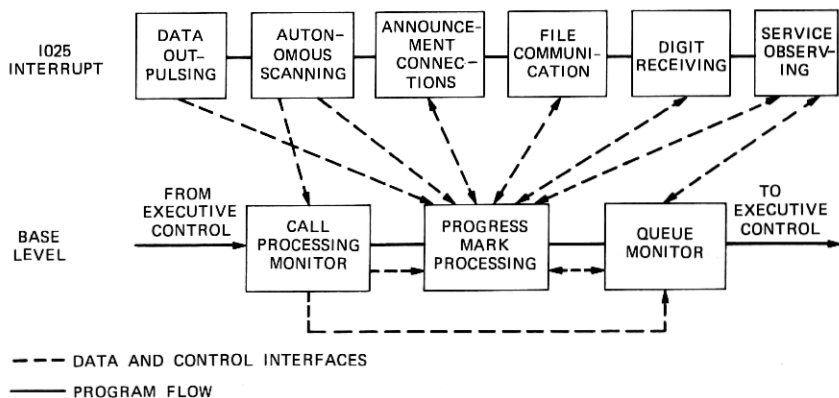 1025
INTERRUPT
DATA
OUT-
PULSING
AUTON-
OMOUS
SCANNING
ANNOUNCE-
MENT
CONNEC-
TIONS
FILE
COMMUNI-
CATION
DIGIT
RECEIVING
SERVICE
OBSERV-
ING
BASE
LEVEL
FROM
EXECUTIVE
CONTROL
CALL
PROCESSING
MONITOR
PROGRESS
MARK
PROCESSING
QUEUE
MONITOR
TO
EXECUTIVE
CONTROL
DATA AND CONTROL INTERFACES
PROGRAM FLOW